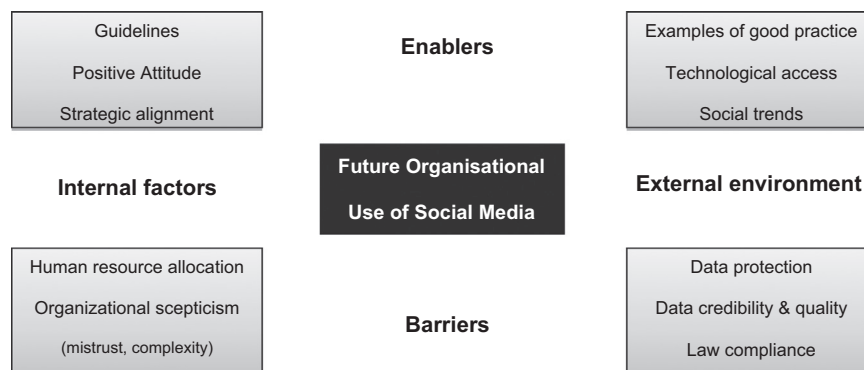 Guidelines
Positive Attitude
Strategic alignment
Enablers
Examples of good practice
Technological access
Social trends
Internal factors
Future Organisational
Use of Social Media
External environment
Human resource allocation
Organizational scepticism
(mistrust, complexity)
Barriers
Data protection
Data credibility & quality
Law compliance